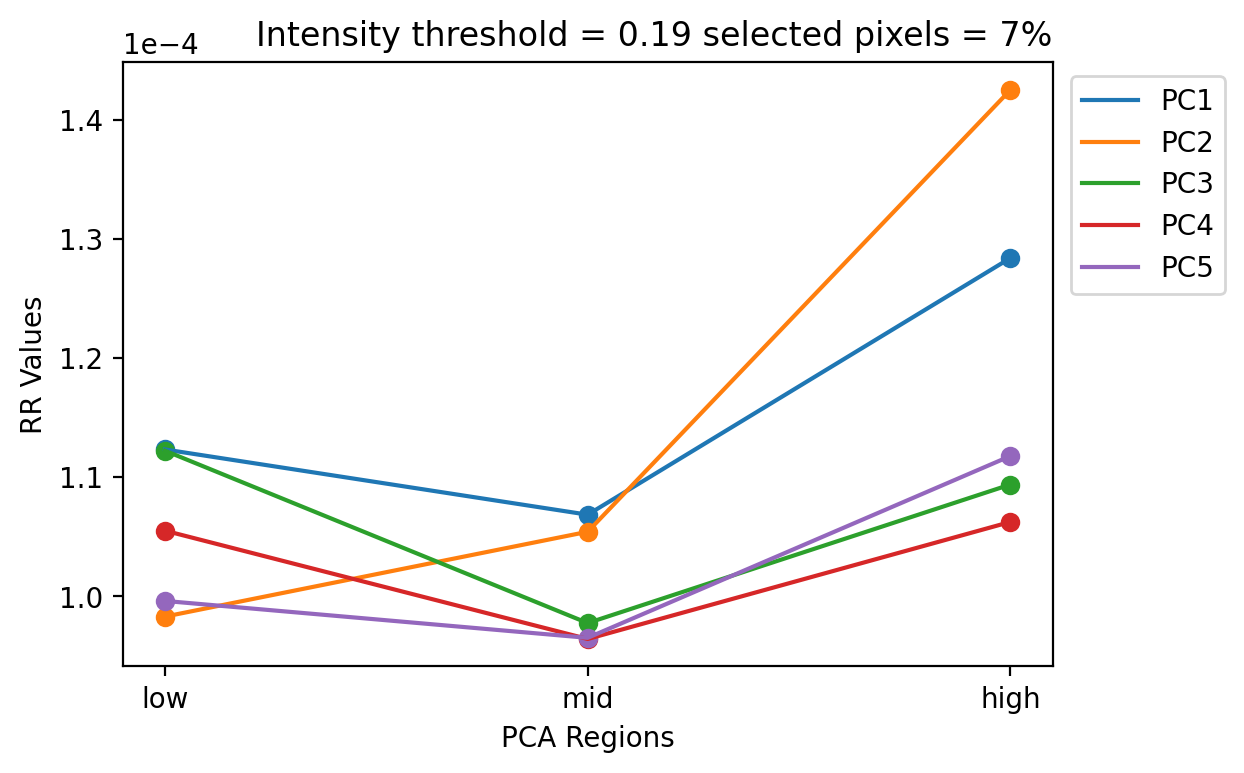 Intensity threshold = 0.19 selected pixels = 7%
1e−4
1.4
1.3
1.2
1.1
1.0
RR Values
low
mid
high
PCA Regions
PC1
PC2
PC3
PC4
PC5